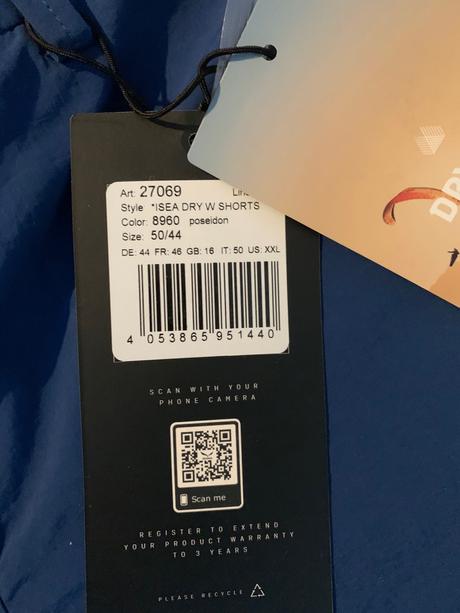 Art: 27069
Style *ISEA DRY W SHORTS
Color: 8960 poseidon
Size: 50/44
DE: 44 FR: 46 GB: 16 IT: 50 US: XXL
4 053865 951440
SCAN WITH YOUR
PHONE CAMERA
Scan me
REGISTER TO EXTEND
YOUR PRODUCT WARRANTY
TO 3 YEARS
PLEASE RECYCLE